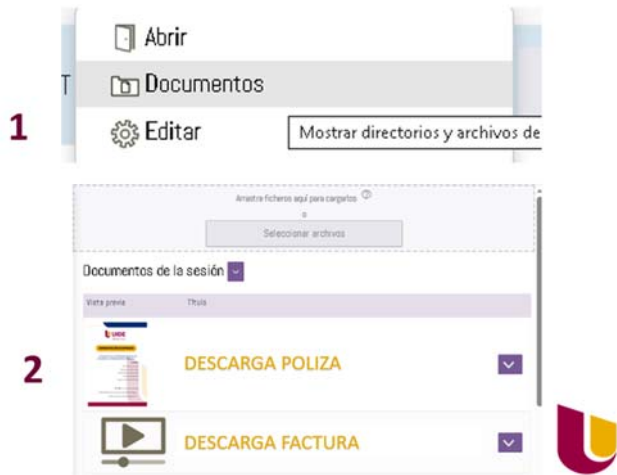 Abrir
T
Documentos
1
Editar
Mostrar directorios y archivos de
Arrastre ficheros aquí para cargarlos
o
Seleccionar archivos
Documentos de la sesión
Vista previa Título
UIDE
2
DESCARGA POLIZA
DESCARGA FACTURA